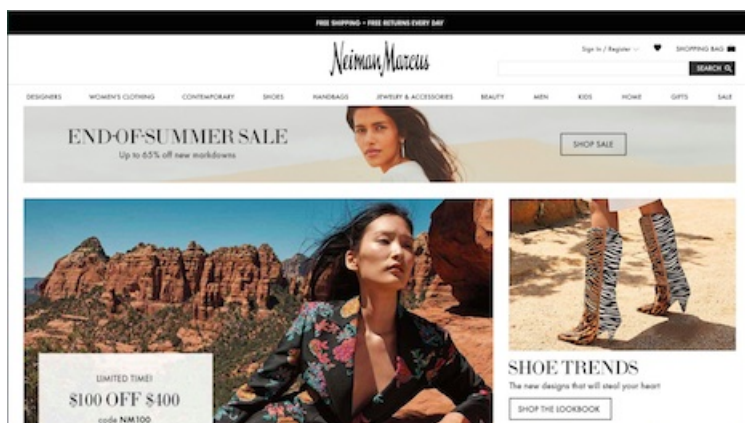 FREE SHIPPING + FREE RETURNS EVERY DAY
Neiman Marcus
Sign In / Register
SHOPPING BAG
SEARCH
DESIGNERS WOMEN'S CLOTHING CONTEMPORARY SHOES HANDBAGS JEWELRY & ACCESSORIES BEAUTY MEN KIDS HOME GIFTS SALE
END-OF-SUMMER SALE
Up to 65% off new markdowns
SHOP SALE
LIMITED TIME!
$100 OFF $400
code NM100
SHOE TRENDS
The new designs that will steal your heart
SHOP THE LOOKBOOK